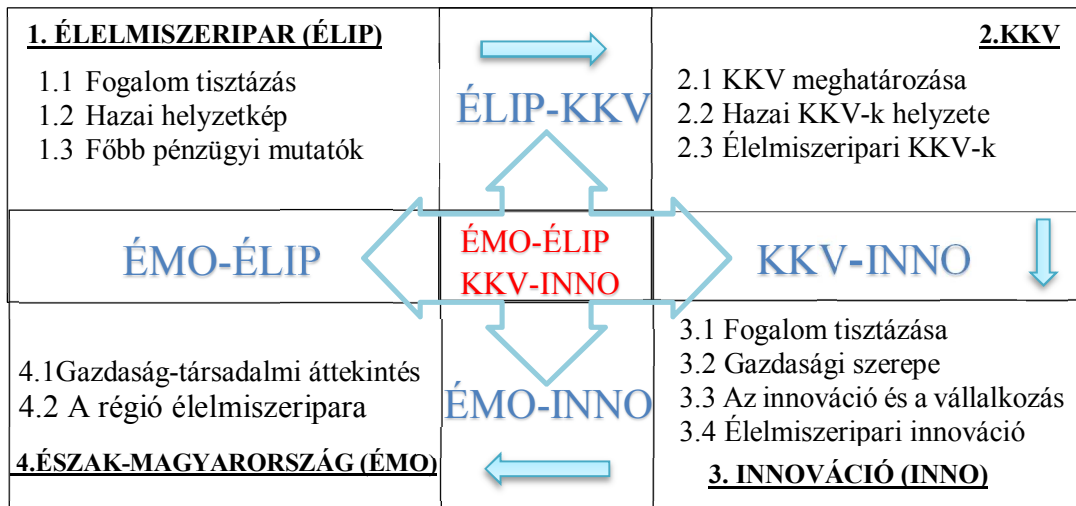 1. ÉLELMISZERIPAR (ÉLIP)
1.1 Fogalom tisztázás
1.2 Hazai helyzetkép
1.3 Főbb pénzügyi mutatók
ÉLIP-KKV
2.KKV
2.1 KKV meghatározása
2.2 Hazai KKV-k helyzete
2.3 Élelmiszeripari KKV-k
ÉMO-ÉLIP
ÉMO-ÉLIP
KKV-INNO
KKV-INNO
4.1Gazdaság-társadalmi áttekintés
4.2 A régió élelmiszeripara
4.ÉSZAK-MAGYARORSZÁG (ÉMO)
ÉMO-INNO
3.1 Fogalom tisztázása
3.2 Gazdasági szerepe
3.3 Az innováció és a vállalkozás
3.4 Élelmiszeripari innováció
3. INNOVÁCIÓ (INNO)